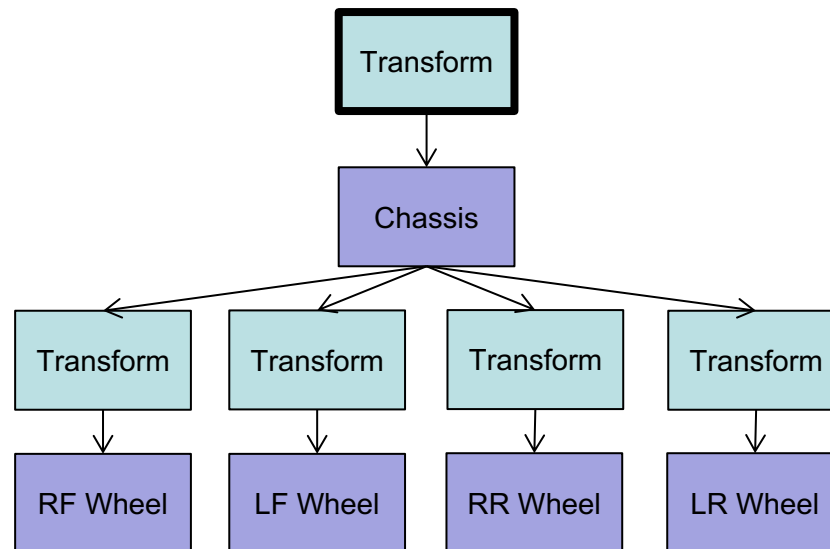 Transform
Chassis
Transform
Transform
Transform
Transform
RF Wheel
LF Wheel
RR Wheel
LR Wheel